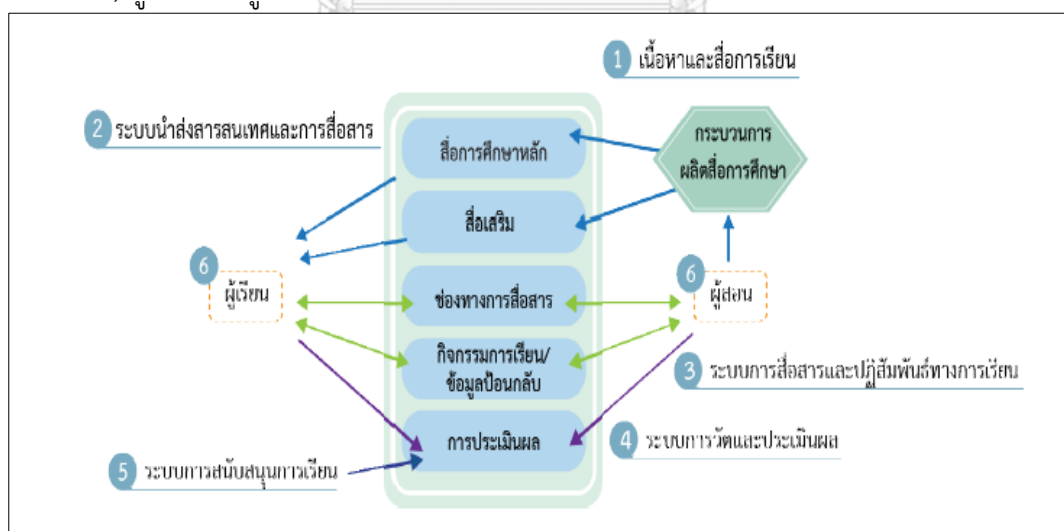 1 เนื้อหาและสื่อการเรียน
2 ระบบนำส่งสารสนเทศและการสื่อสาร
กระบวนการ
ผลิตสื่อการศึกษา
สื่อการศึกษาหลัก
สื่อเสริม
6
ผู้เรียน
6
ผู้สอน
ช่องทางการสื่อสาร
กิจกรรมการเรียน/
ข้อมูลป้อนกลับ
3 ระบบการสื่อสารและปฏิสัมพันธ์ทางการเรียน
การประเมินผล
4 ระบบการวัดและประเมินผล
5 ระบบการสนับสนุนการเรียน